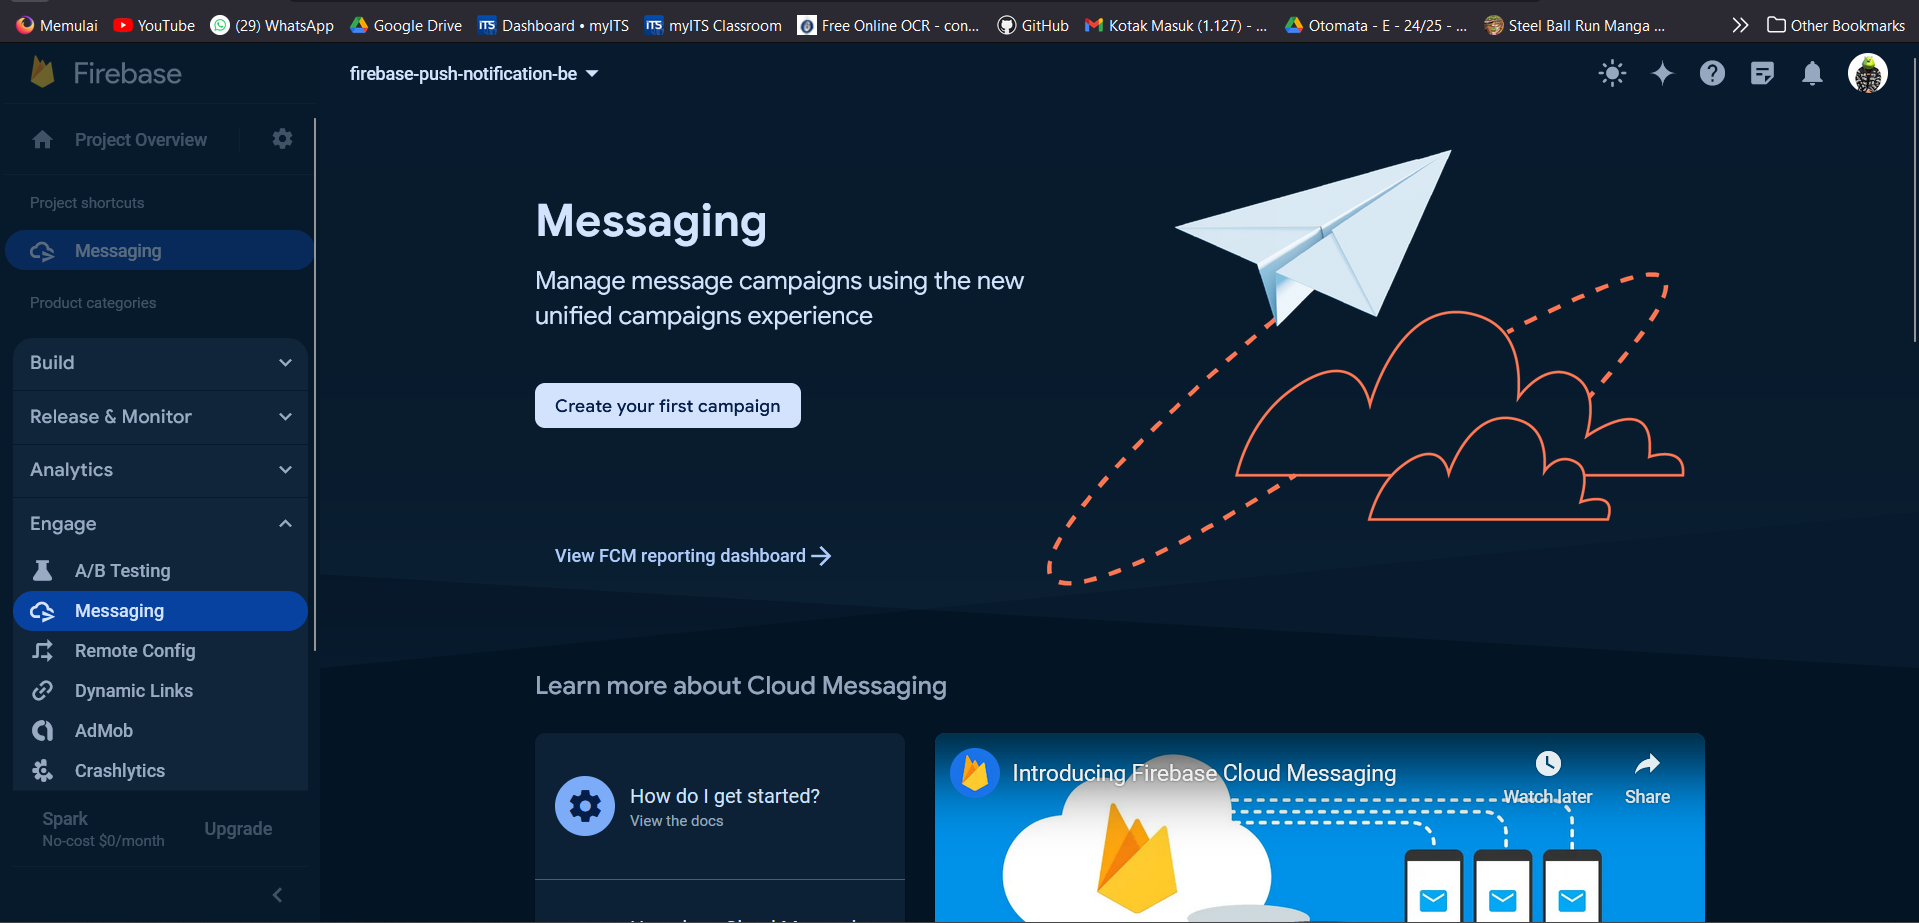 Memulai
YouTube
(29) WhatsApp
Google Drive
ITS Dashboard • myITS
ITS myITS Classroom
Free Online OCR - con...
GitHub
Kotak Masuk (1.127) - ...
Otomata - E - 24/25 - ...
Steel Ball Run Manga ...
Other Bookmarks
Firebase
firebase-push-notification-be
Project Overview
Project shortcuts
Messaging
Product categories
Build
Release & Monitor
Analytics
Engage
A/B Testing
Messaging
Remote Config
Dynamic Links
AdMob
Crashlytics
Spark
No-cost $0/month
Upgrade
Messaging
Manage message campaigns using the new
unified campaigns experience
Create your first campaign
View FCM reporting dashboard
Learn more about Cloud Messaging
How do I get started?
View the docs
Introducing Firebase Cloud Messaging
Watch later
Share